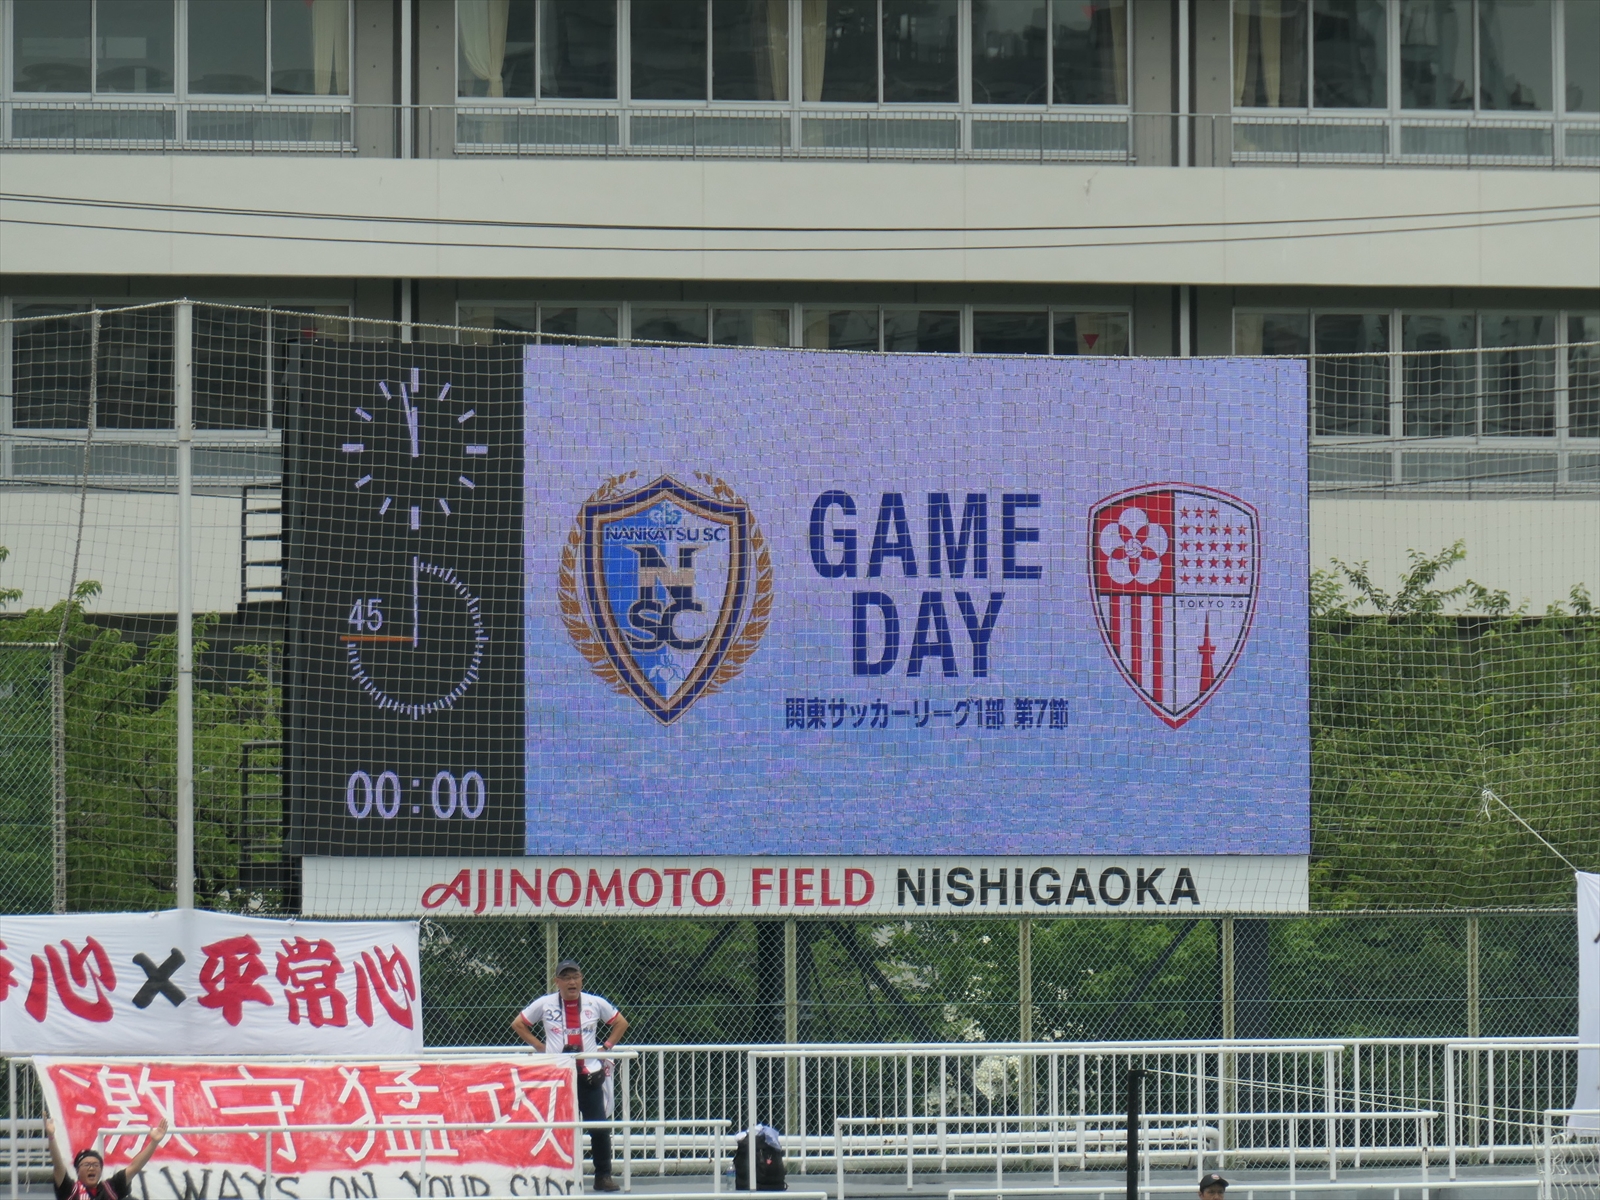 NANKATSU SC
N
SC
GAME
DAY
関東サッカーリーグ1部 第7節
TOKYO 23
45
00:00
AJINOMOTO FIELD NISHIGAOKA
心×平常心
激守猛攻
ALWAYS ON YOUR SIDE
32